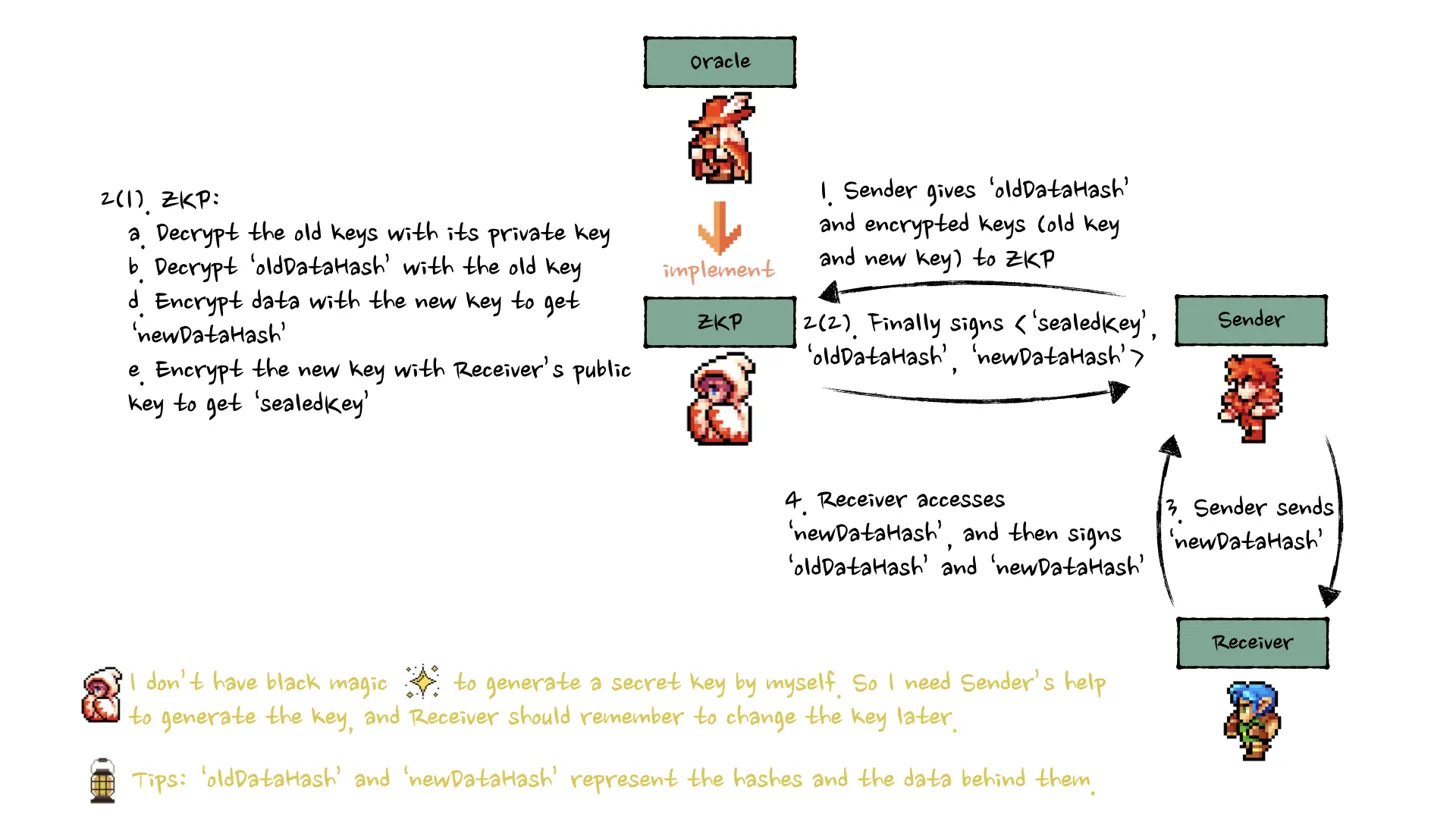 Oracle
implement
2(1). ZKP:
a. Decrypt the old keys with its private key
b. Decrypt 'oldDataHash' with the old key
d. Encrypt data with the new key to get
'newDataHash'
e. Encrypt the new key with Receiver's public
key to get 'sealedKey'
1. Sender gives 'oldDataHash'
and encrypted keys (old key
and new key) to ZKP
ZKP
2(2). Finally signs <'sealedKey',
'oldDataHash', 'newDataHash'>
Sender
4. Receiver accesses
'newDataHash', and then signs
'oldDataHash' and 'newDataHash'
3. Sender sends
'newDataHash'
Receiver
I don't have black magic to generate a secret key by myself. So I need Sender's help
to generate the key, and Receiver should remember to change the key later.
Tips: 'oldDataHash' and 'newDataHash' represent the hashes and the data behind them.